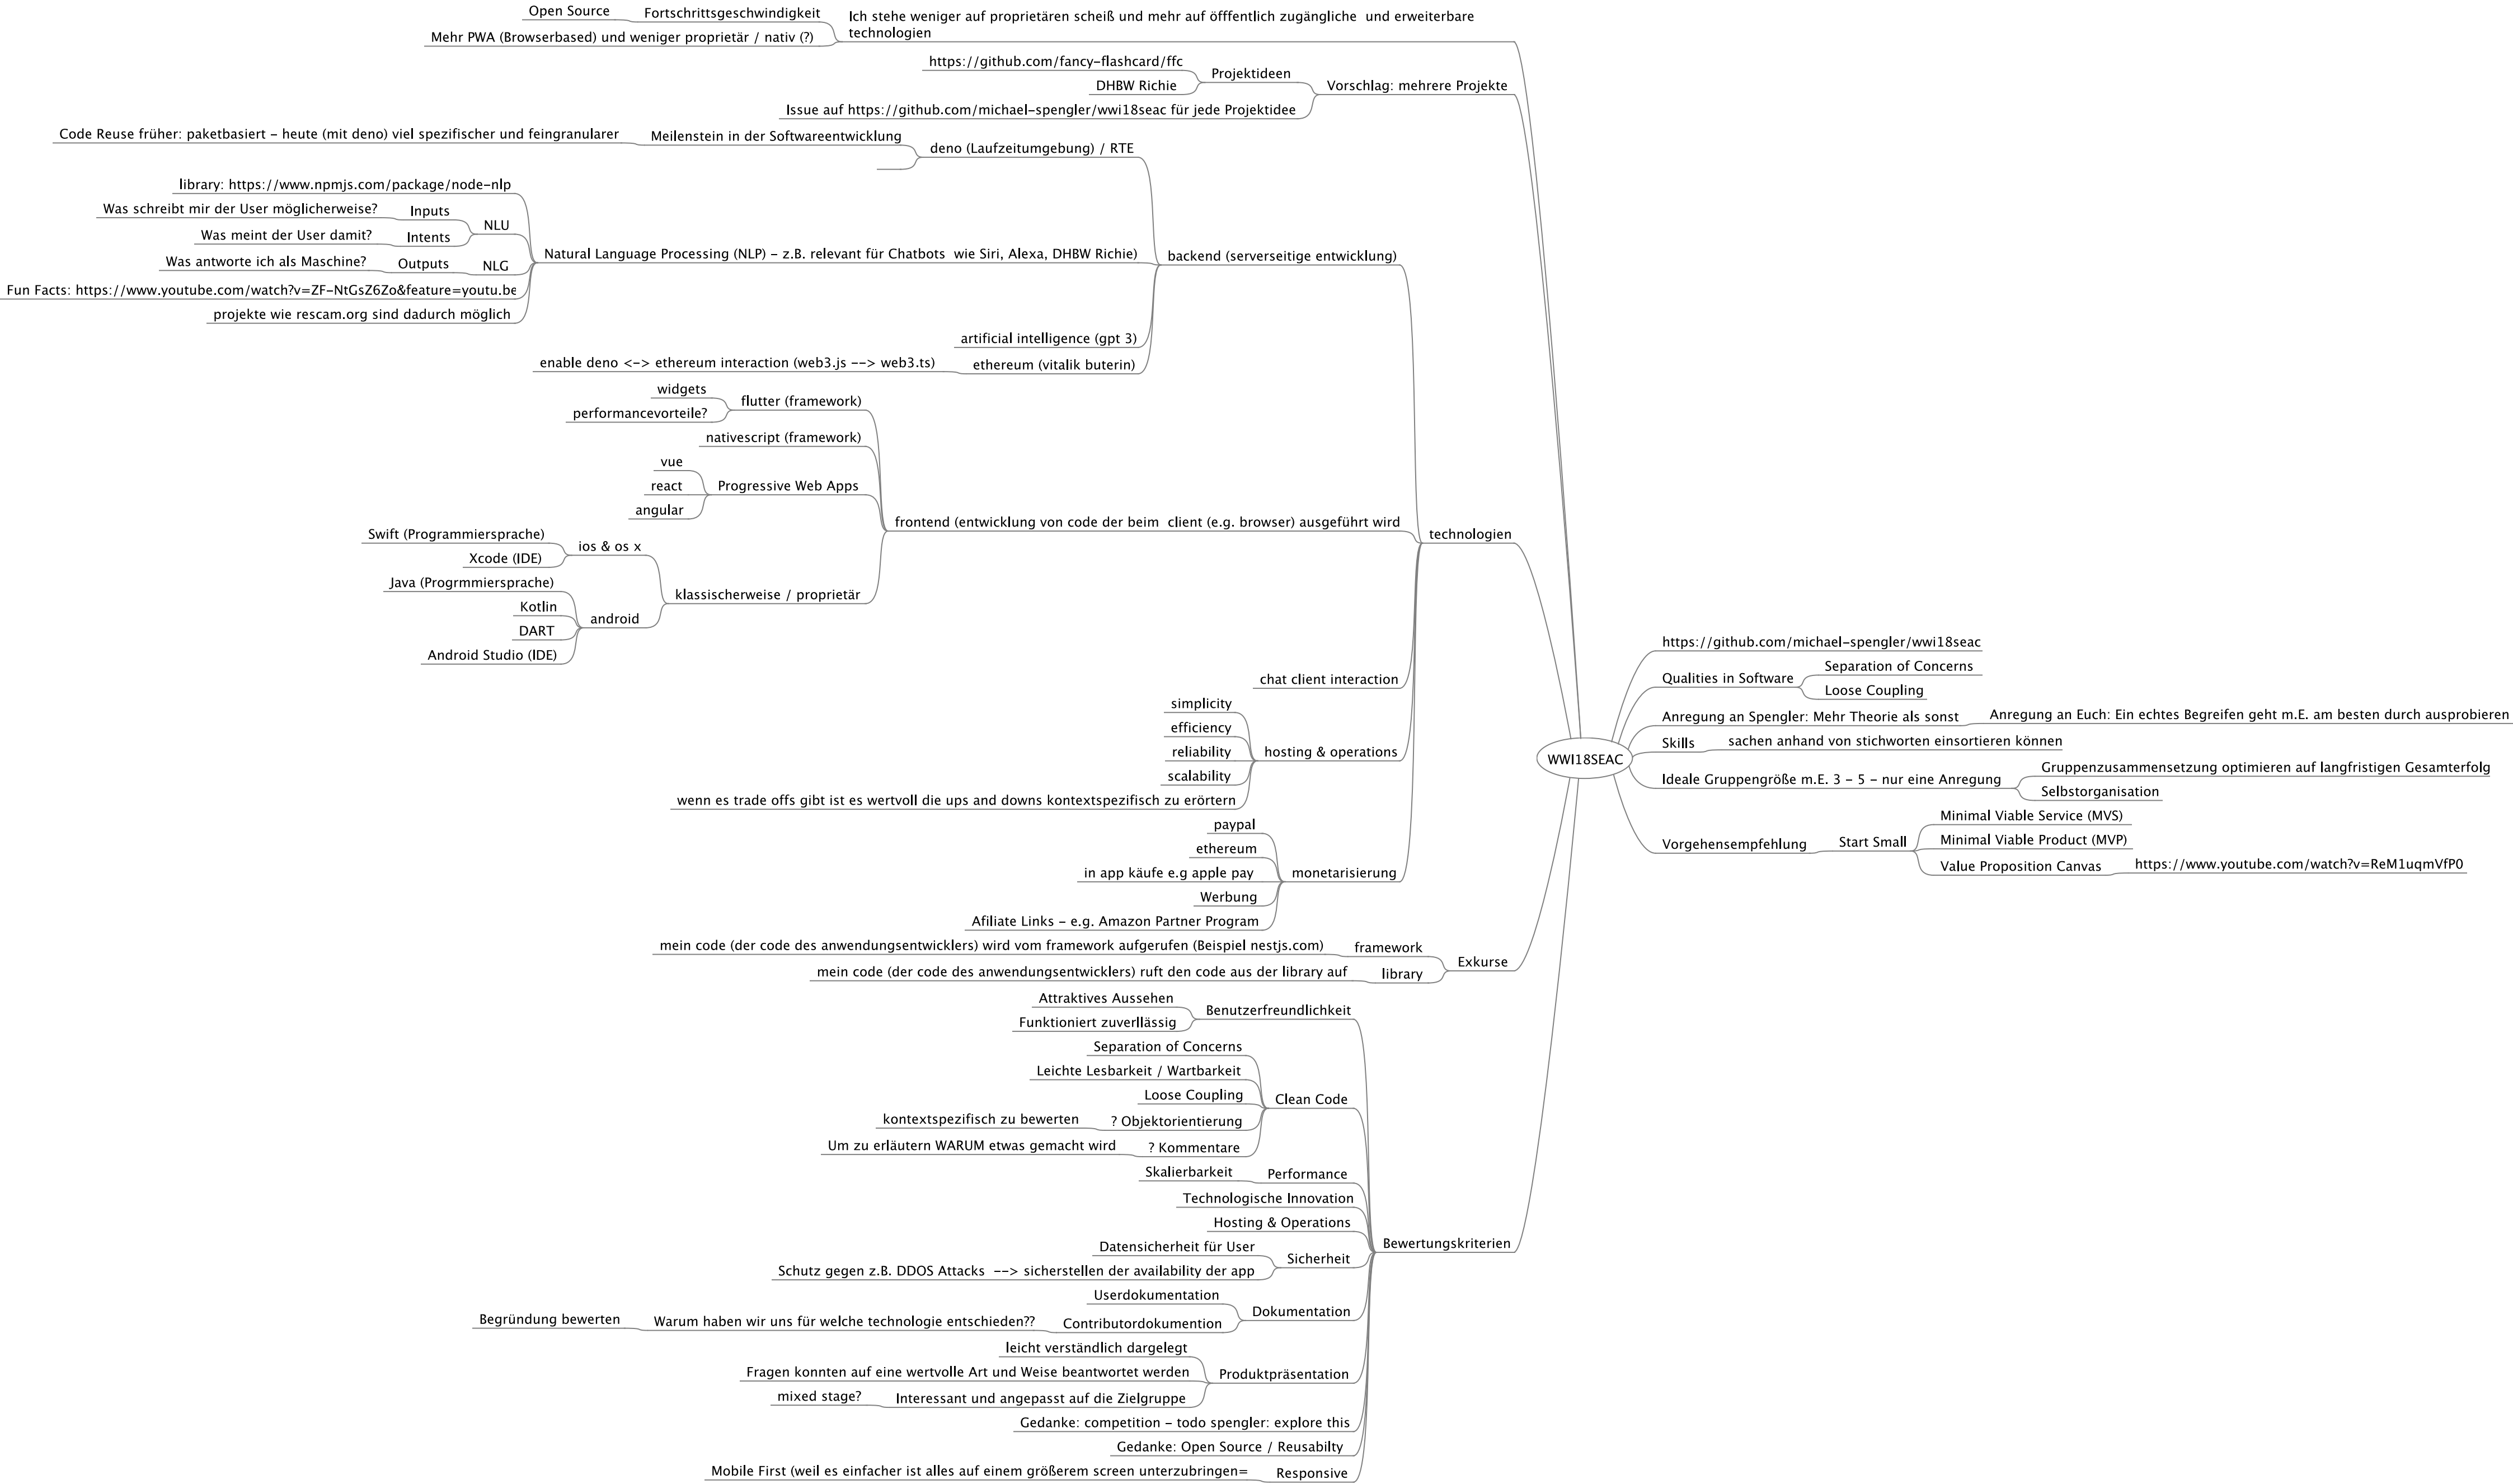 Open Source
Fortschrittsgeschwindigkeit
Mehr PWA (Browserbased) und weniger proprietär / nativ (?)
Ich stehe weniger auf proprietären scheiß und mehr auf öfffentlich zugängliche  und erweiterbare
technologien
https://github.com/fancy-flashcard/ffc
DHBW Richie
Projektideen
Issue auf https://github.com/michael-spengler/wwi18seac für jede Projektidee
Vorschlag: mehrere Projekte
Code Reuse früher: paketbasiert - heute (mit deno) viel spezifischer und feingranularer
Meilenstein in der Softwareentwicklung
deno (Laufzeitumgebung) / RTE
library: https://www.npmjs.com/package/node-nlp
Was schreibt mir der User möglicherweise?
Inputs
Was meint der User damit?
Intents
NLU
Was antworte ich als Maschine?
Outputs
NLG
Fun Facts: https://www.youtube.com/watch?v=ZF-NtGsZ6Zo&feature=youtu.be
projekte wie rescam.org sind dadurch möglich
Natural Language Processing (NLP) - z.B. relevant für Chatbots  wie Siri, Alexa, DHBW Richie)
artificial intelligence (gpt 3)
enable deno <-> ethereum interaction (web3.js --> web3.ts)
ethereum (vitalik buterin)
backend (serverseitige entwicklung)
widgets
performancevorteile?
flutter (framework)
nativescript (framework)
vue
react
angular
Progressive Web Apps
Swift (Programmiersprache)
Xcode (IDE)
ios & os x
Java (Progrmmiersprache)
Kotlin
DART
Android Studio (IDE)
android
klassischerweise / proprietär
frontend (entwicklung von code der beim  client (e.g. browser) ausgeführt wird
chat client interaction
simplicity
efficiency
reliability
scalability
wenn es trade offs gibt ist es wertvoll die ups and downs kontextspezifisch zu erörtern
hosting & operations
paypal
ethereum
in app käufe e.g apple pay
Werbung
Afiliate Links - e.g. Amazon Partner Program
monetarisierung
technologien
mein code (der code des anwendungsentwicklers) wird vom framework aufgerufen (Beispiel nestjs.com)
framework
mein code (der code des anwendungsentwicklers) ruft den code aus der library auf
library
Exkurse
Attraktives Aussehen
Funktioniert zuverllässig
Benutzerfreundlichkeit
Separation of Concerns
Leichte Lesbarkeit / Wartbarkeit
Loose Coupling
kontextspezifisch zu bewerten
? Objektorientierung
Um zu erläutern WARUM etwas gemacht wird
? Kommentare
Clean Code
Skalierbarkeit
Performance
Technologische Innovation
Hosting & Operations
Datensicherheit für User
Schutz gegen z.B. DDOS Attacks  --> sicherstellen der availability der app
Sicherheit
Userdokumentation
Begründung bewerten
Warum haben wir uns für welche technologie entschieden??
Contributordokumention
Dokumentation
leicht verständlich dargelegt
Fragen konnten auf eine wertvolle Art und Weise beantwortet werden
mixed stage?
Interessant und angepasst auf die Zielgruppe
Produktpräsentation
Gedanke: competition - todo spengler: explore this
Gedanke: Open Source / Reusabilty
Mobile First (weil es einfacher ist alles auf einem größerem screen unterzubringen=
Responsive
Bewertungskriterien
WWI18SEAC
https://github.com/michael-spengler/wwi18seac
Qualities in Software
Separation of Concerns
Loose Coupling
Anregung an Spengler: Mehr Theorie als sonst
Anregung an Euch: Ein echtes Begreifen geht m.E. am besten durch ausprobieren
Skills
sachen anhand von stichworten einsortieren können
Ideale Gruppengröße m.E. 3 - 5 - nur eine Anregung
Gruppenzusammensetzung optimieren auf langfristigen Gesamterfolg
Selbstorganisation
Vorgehensempfehlung
Start Small
Minimal Viable Service (MVS)
Minimal Viable Product (MVP)
Value Proposition Canvas
https://www.youtube.com/watch?v=ReM1uqmVfP0